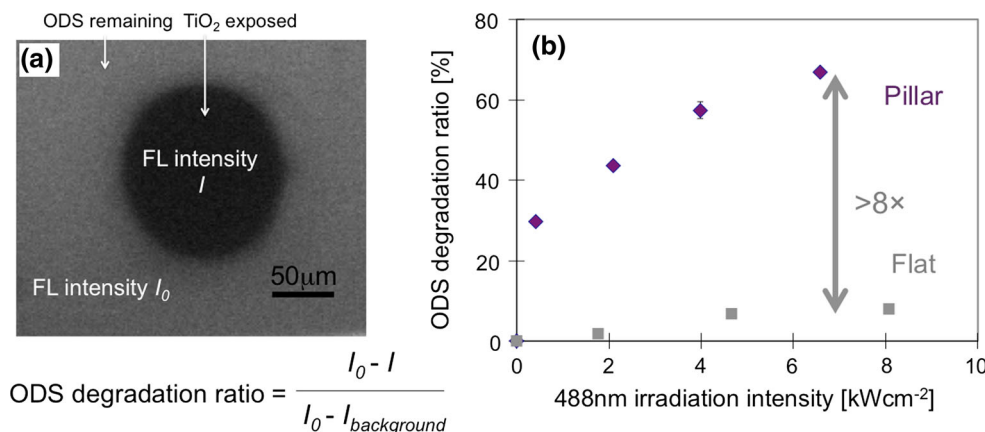 ODS remaining TiO₂ exposed
(a)
FL intensity
I
FL intensity I₀
50μm
ODS degradation ratio = I₀ - I / I₀ - I_background
(b)
ODS degradation ratio [%]
80
60
40
20
0
0 2 4 6 8 10
488nm irradiation intensity [kWcm⁻²]
Pillar
>8×
Flat